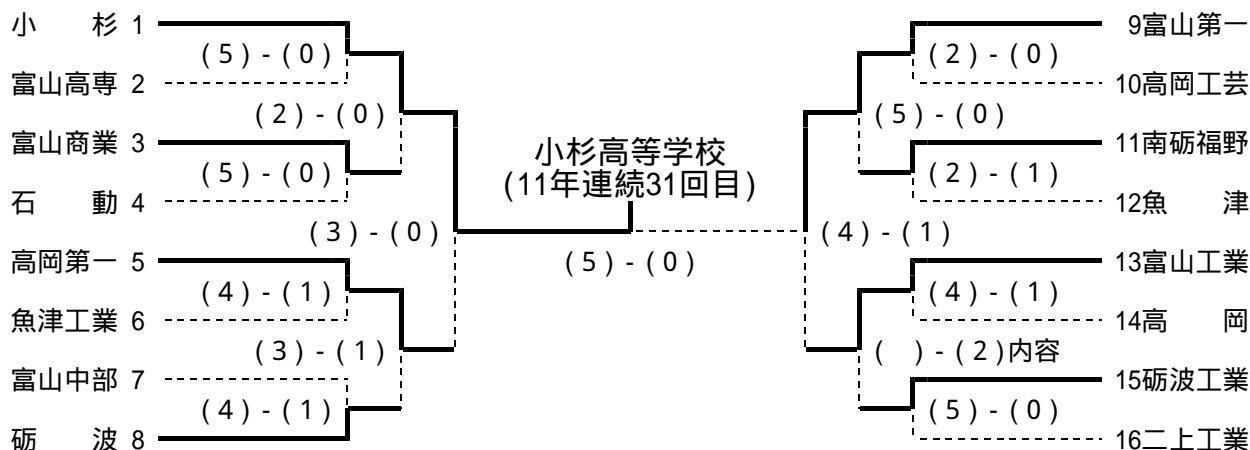 小　杉 1
(5)-(0)
富山高専 2
(2)-(0)
富山商業 3
(5)-(0)
石　動 4
(3)-(0)
高岡第一 5
(4)-(1)
魚津工業 6
(3)-(1)
富山中部 7
(4)-(1)
砺　波 8
小杉高等学校
(11年連続31回目)
(5)-(0)
9富山第一
(2)-(0)
10高岡工芸
(5)-(0)
11南砺福野
(2)-(1)
12魚　津
(4)-(1)
13富山工業
(4)-(1)
14高　岡
(　)-(2)内容
15砺波工業
(5)-(0)
16二上工業